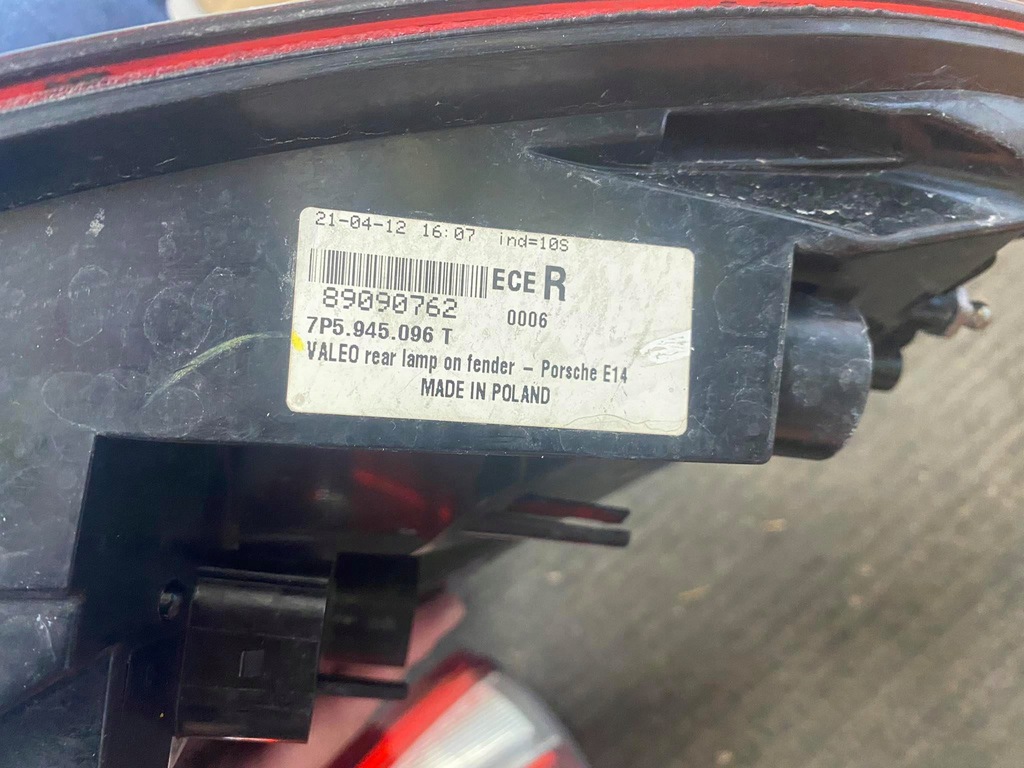 21-04-12 16:07 ind=10S
ECE R
89090762 0006
7P5.945.096 T
VALEO rear lamp on fender – Porsche E14
MADE IN POLAND